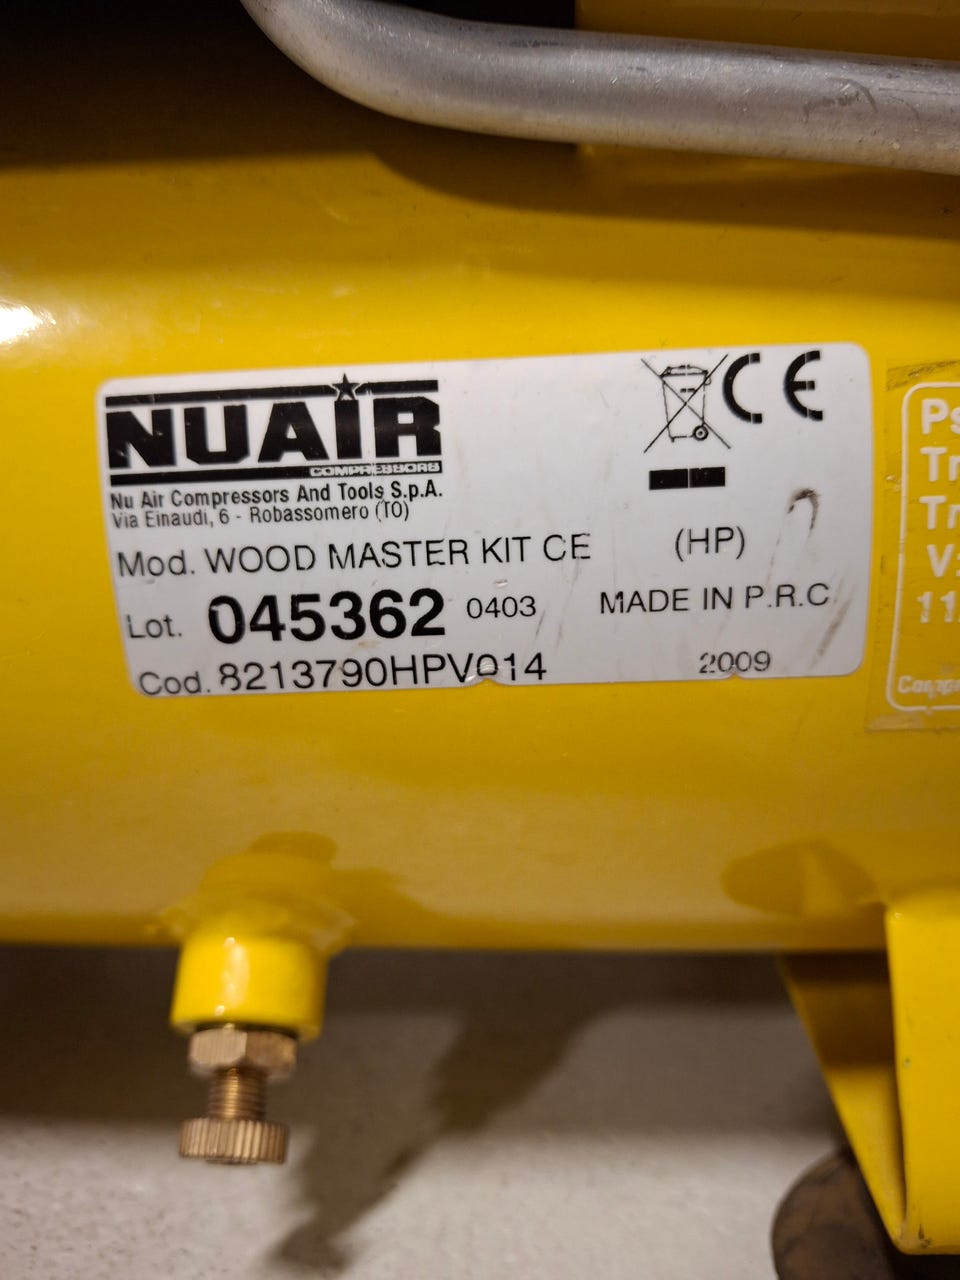 NUAIR
COMPRESSORS
Nu Air Compressors And Tools S.p.A.
Via Einaudi, 6 - Robassomero (TO)
CE
Mod. WOOD MASTER KIT CE (HP)
Lot. 045362 0403 MADE IN P.R.C.
Cod. 8213790HPV014 2009